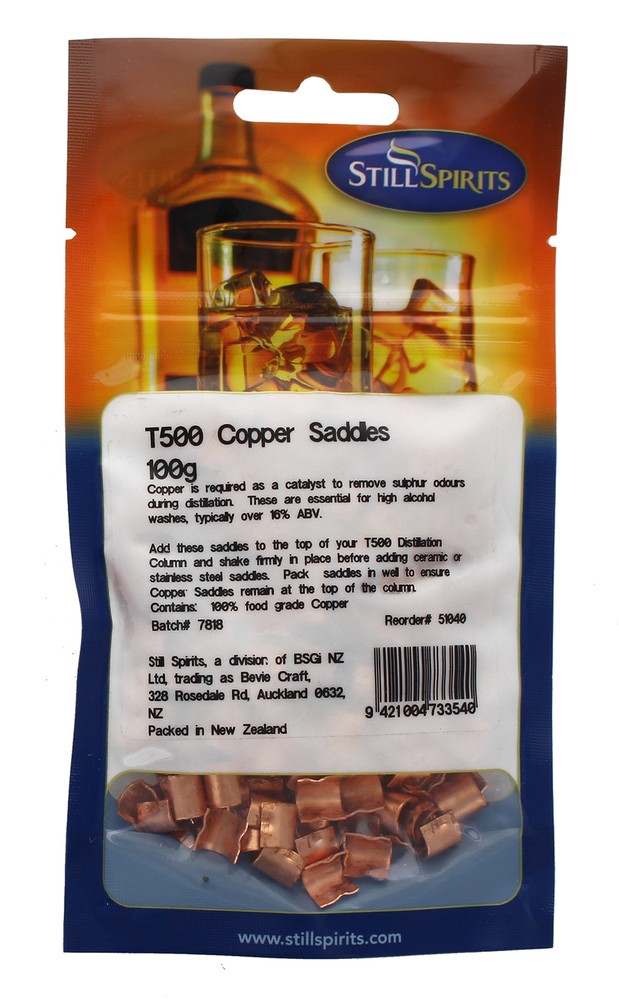 STILL SPIRITS
T500 Copper Saddles
100g
Copper is required as a catalyst to remove sulphur odours
during distillation. These are essential for high alcohol
washes, typically over 16% ABV.
Add these saddles to the top of your T500 Distillation
Column and shake firmly in place before adding ceramic or
stainless steel saddles. Pack saddles in well to ensure
Copper Saddles remain at the top of the column.
Contains: 100% food grade Copper
Batch# 7818 Reorder# 51040
Still Spirits, a division of BSGi NZ
Ltd, trading as Bevie Craft,
328 Rosedale Rd, Auckland 0632,
NZ
Packed in New Zealand
9 421004 733540
www.stillspirits.com